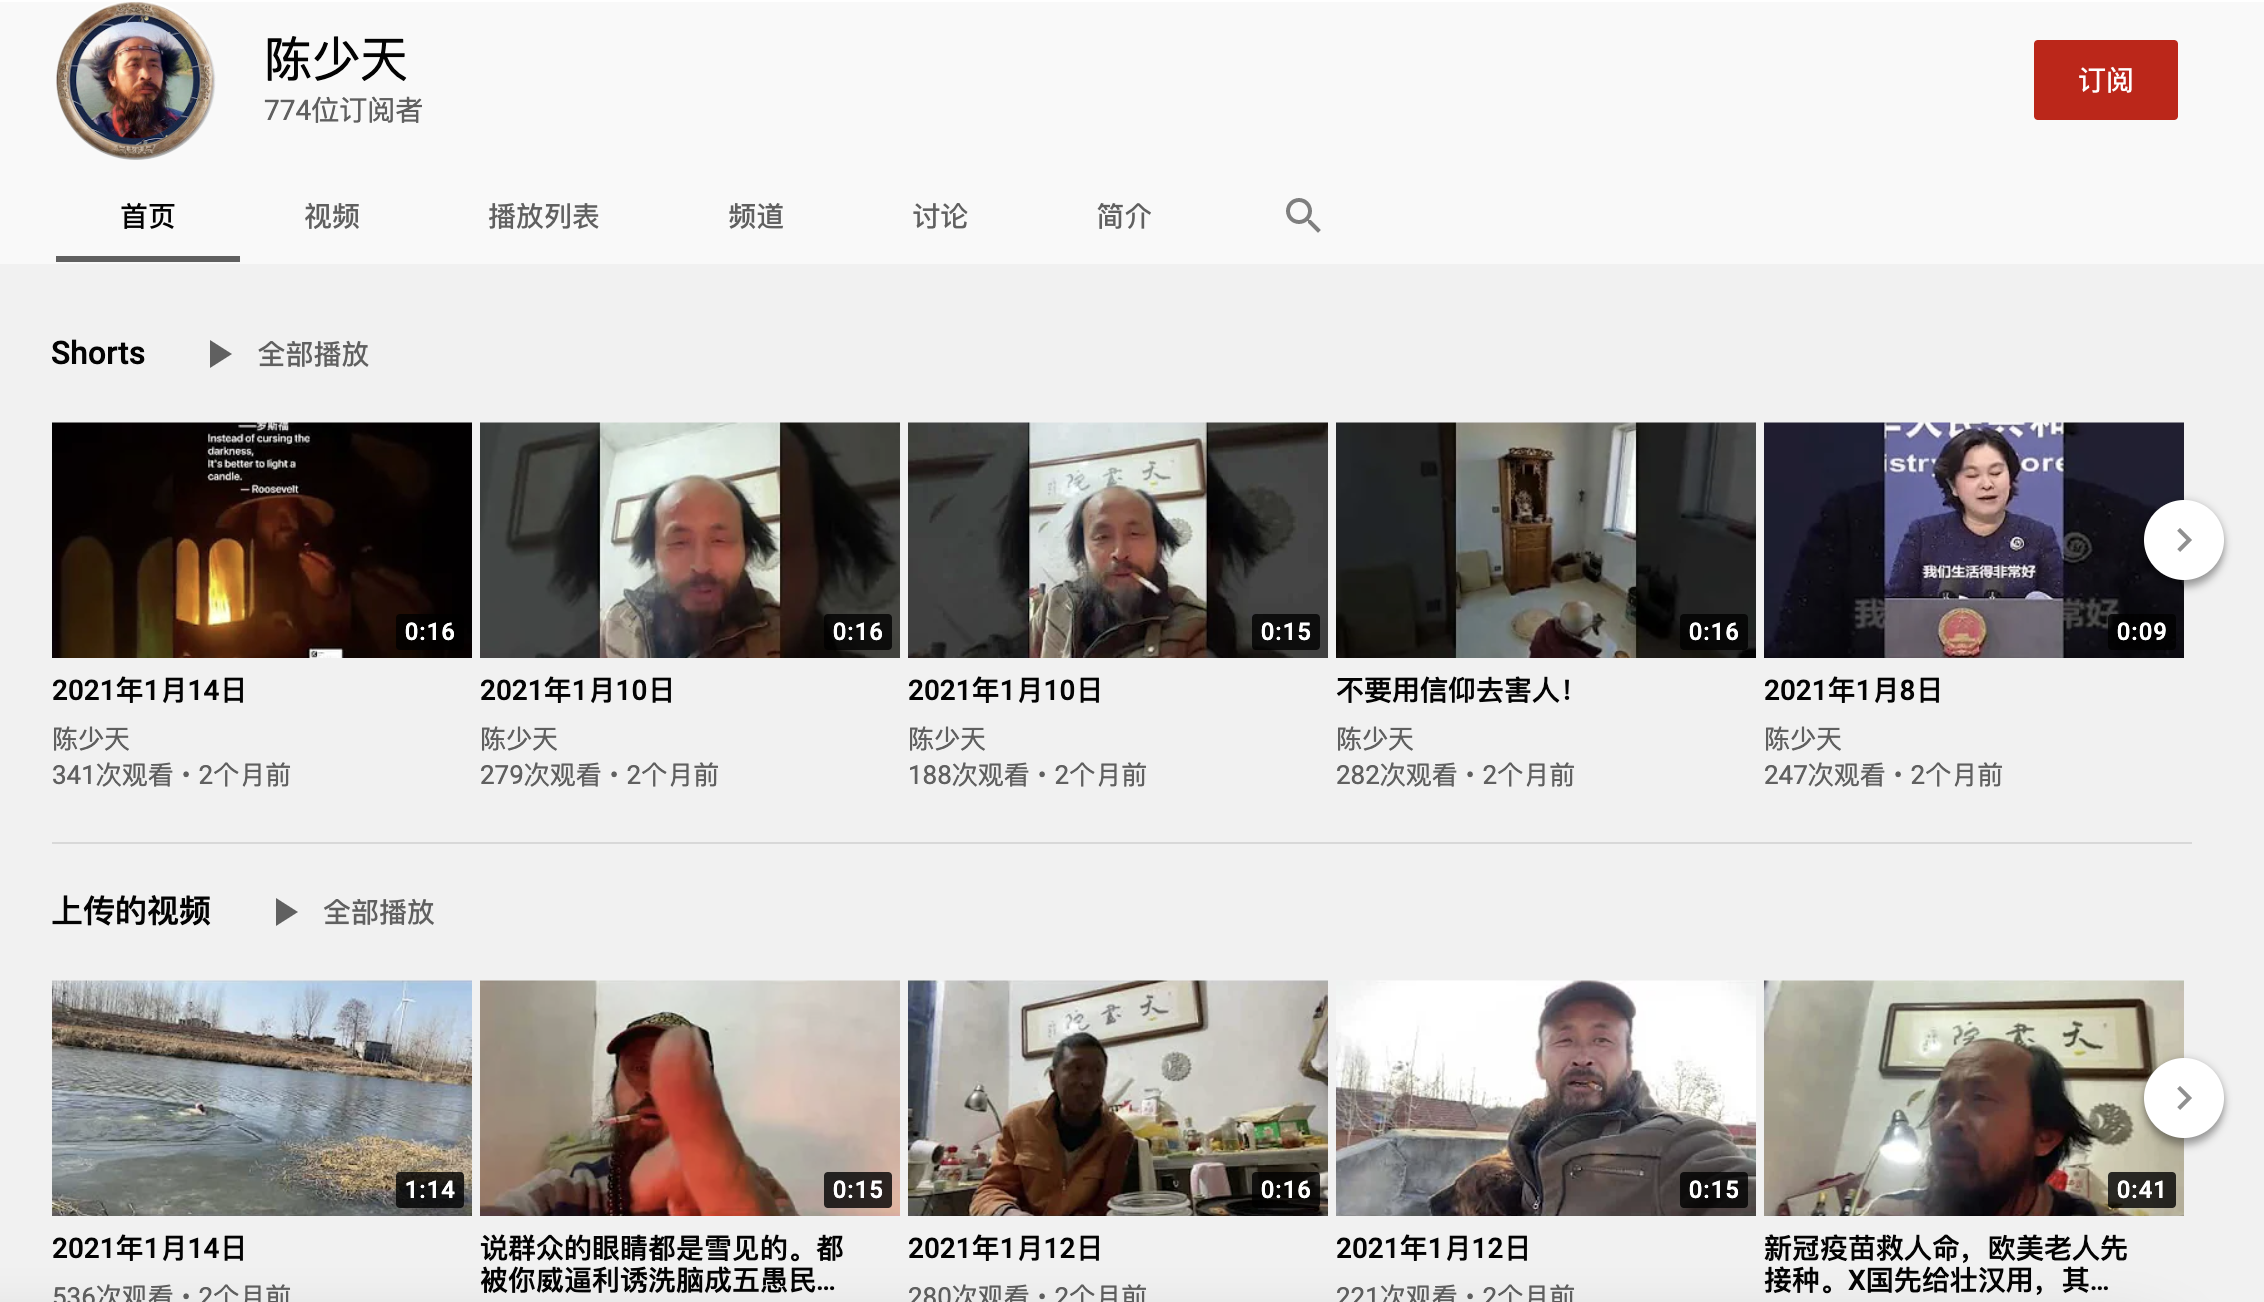 陈少天
774位订阅者
订阅
首页
视频
播放列表
频道
讨论
简介
Shorts
全部播放
——罗斯福
Instead of cursing the
darkness,
It's better to light a
candle.
— Roosevelt
0:16
0:16
天書院
0:15
0:16
我们生活得非常好
0:09
2021年1月14日
2021年1月10日
2021年1月10日
不要用信仰去害人！
2021年1月8日
陈少天
陈少天
陈少天
陈少天
陈少天
341次观看・2个月前
279次观看・2个月前
188次观看・2个月前
282次观看・2个月前
247次观看・2个月前
上传的视频
全部播放
1:14
0:15
天書院
0:16
0:15
天書院
0:41
2021年1月14日
说群众的眼睛都是雪见的。都
被你威逼利诱洗脑成五愚民...
2021年1月12日
2021年1月12日
新冠疫苗救人命，欧美老人先
接种。X国先给壮汉用，其...
536次观看・2个月前
280次观看・2个月前
221次观看・2个月前